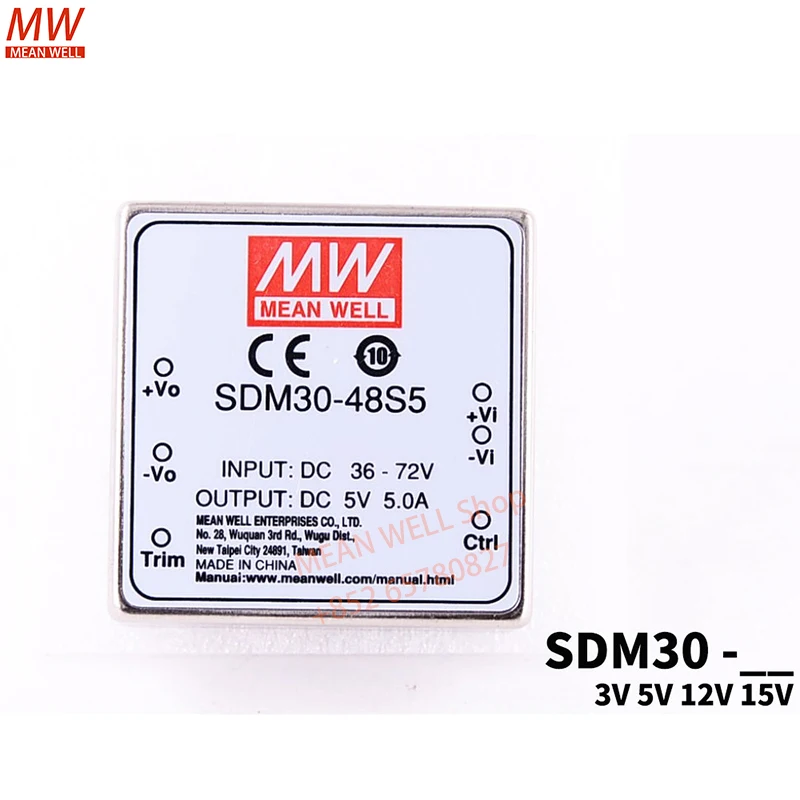 MW
MEAN WELL
MW
MEAN WELL
CE 10
SDM30-48S5
+Vo
-Vo
Trim
+Vi
-Vi
Ctrl
INPUT: DC 36 - 72V
OUTPUT: DC 5V 5.0A
MEAN WELL ENTERPRISES CO., LTD.
No. 28, Wuquan 3rd Rd., Wugu Dist.,
New Taipei City 24891, Taiwan
MADE IN CHINA
Manuai:www.meanwell.com/manual.html
MEAN WELL Shop
+852 65780827
SDM30 -__
3V 5V 12V 15V